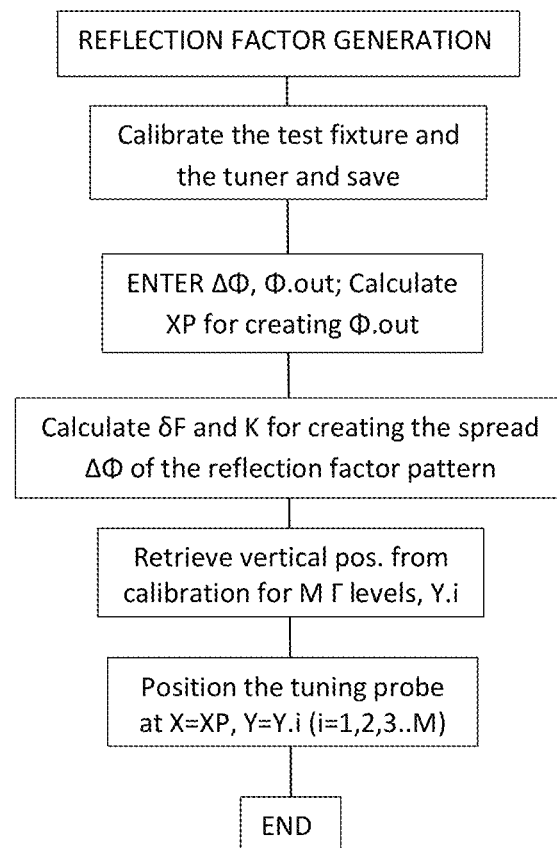 REFLECTION FACTOR GENERATION
Calibrate the test fixture and
the tuner and save
ENTER ΔΦ, Φ.out; Calculate
XP for creating Φ.out
Calculate δF and K for creating the spread
ΔΦ of the reflection factor pattern
Retrieve vertical pos. from
calibration for M Γ levels, Y.i
Position the tuning probe
at X=XP, Y=Y.i (i=1,2,3..M)
END